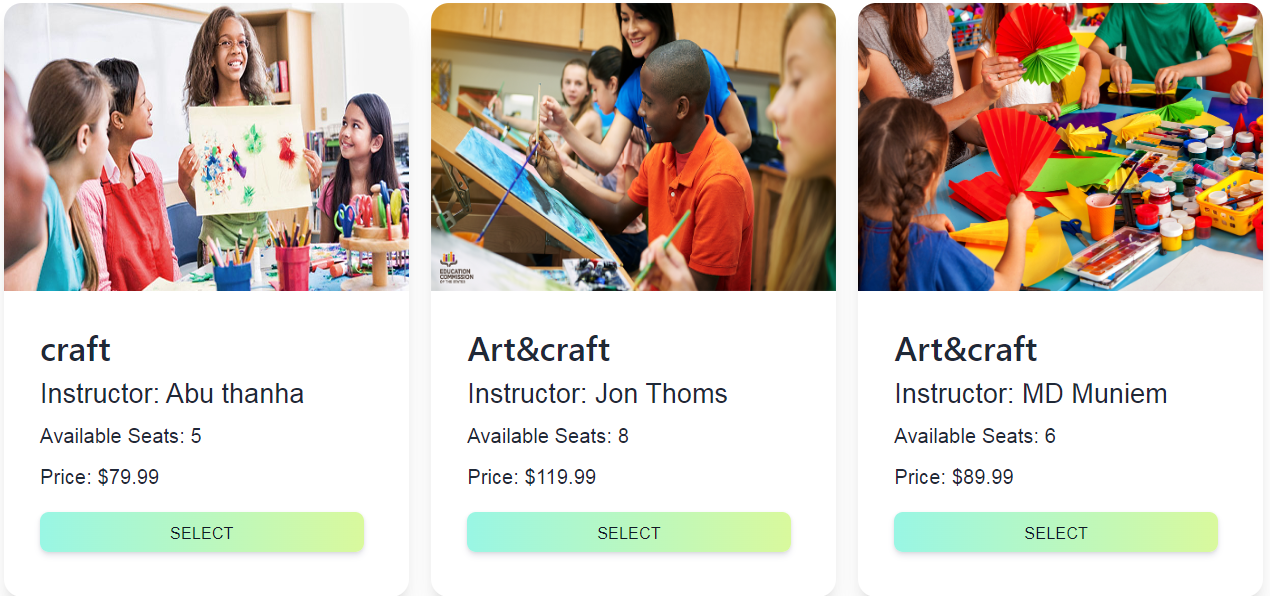 EDUCATION
COMMISSION
OF THE STATES
craft
Instructor: Abu thanha
Available Seats: 5
Price: $79.99
SELECT
Art&craft
Instructor: Jon Thoms
Available Seats: 8
Price: $119.99
SELECT
Art&craft
Instructor: MD Muniem
Available Seats: 6
Price: $89.99
SELECT